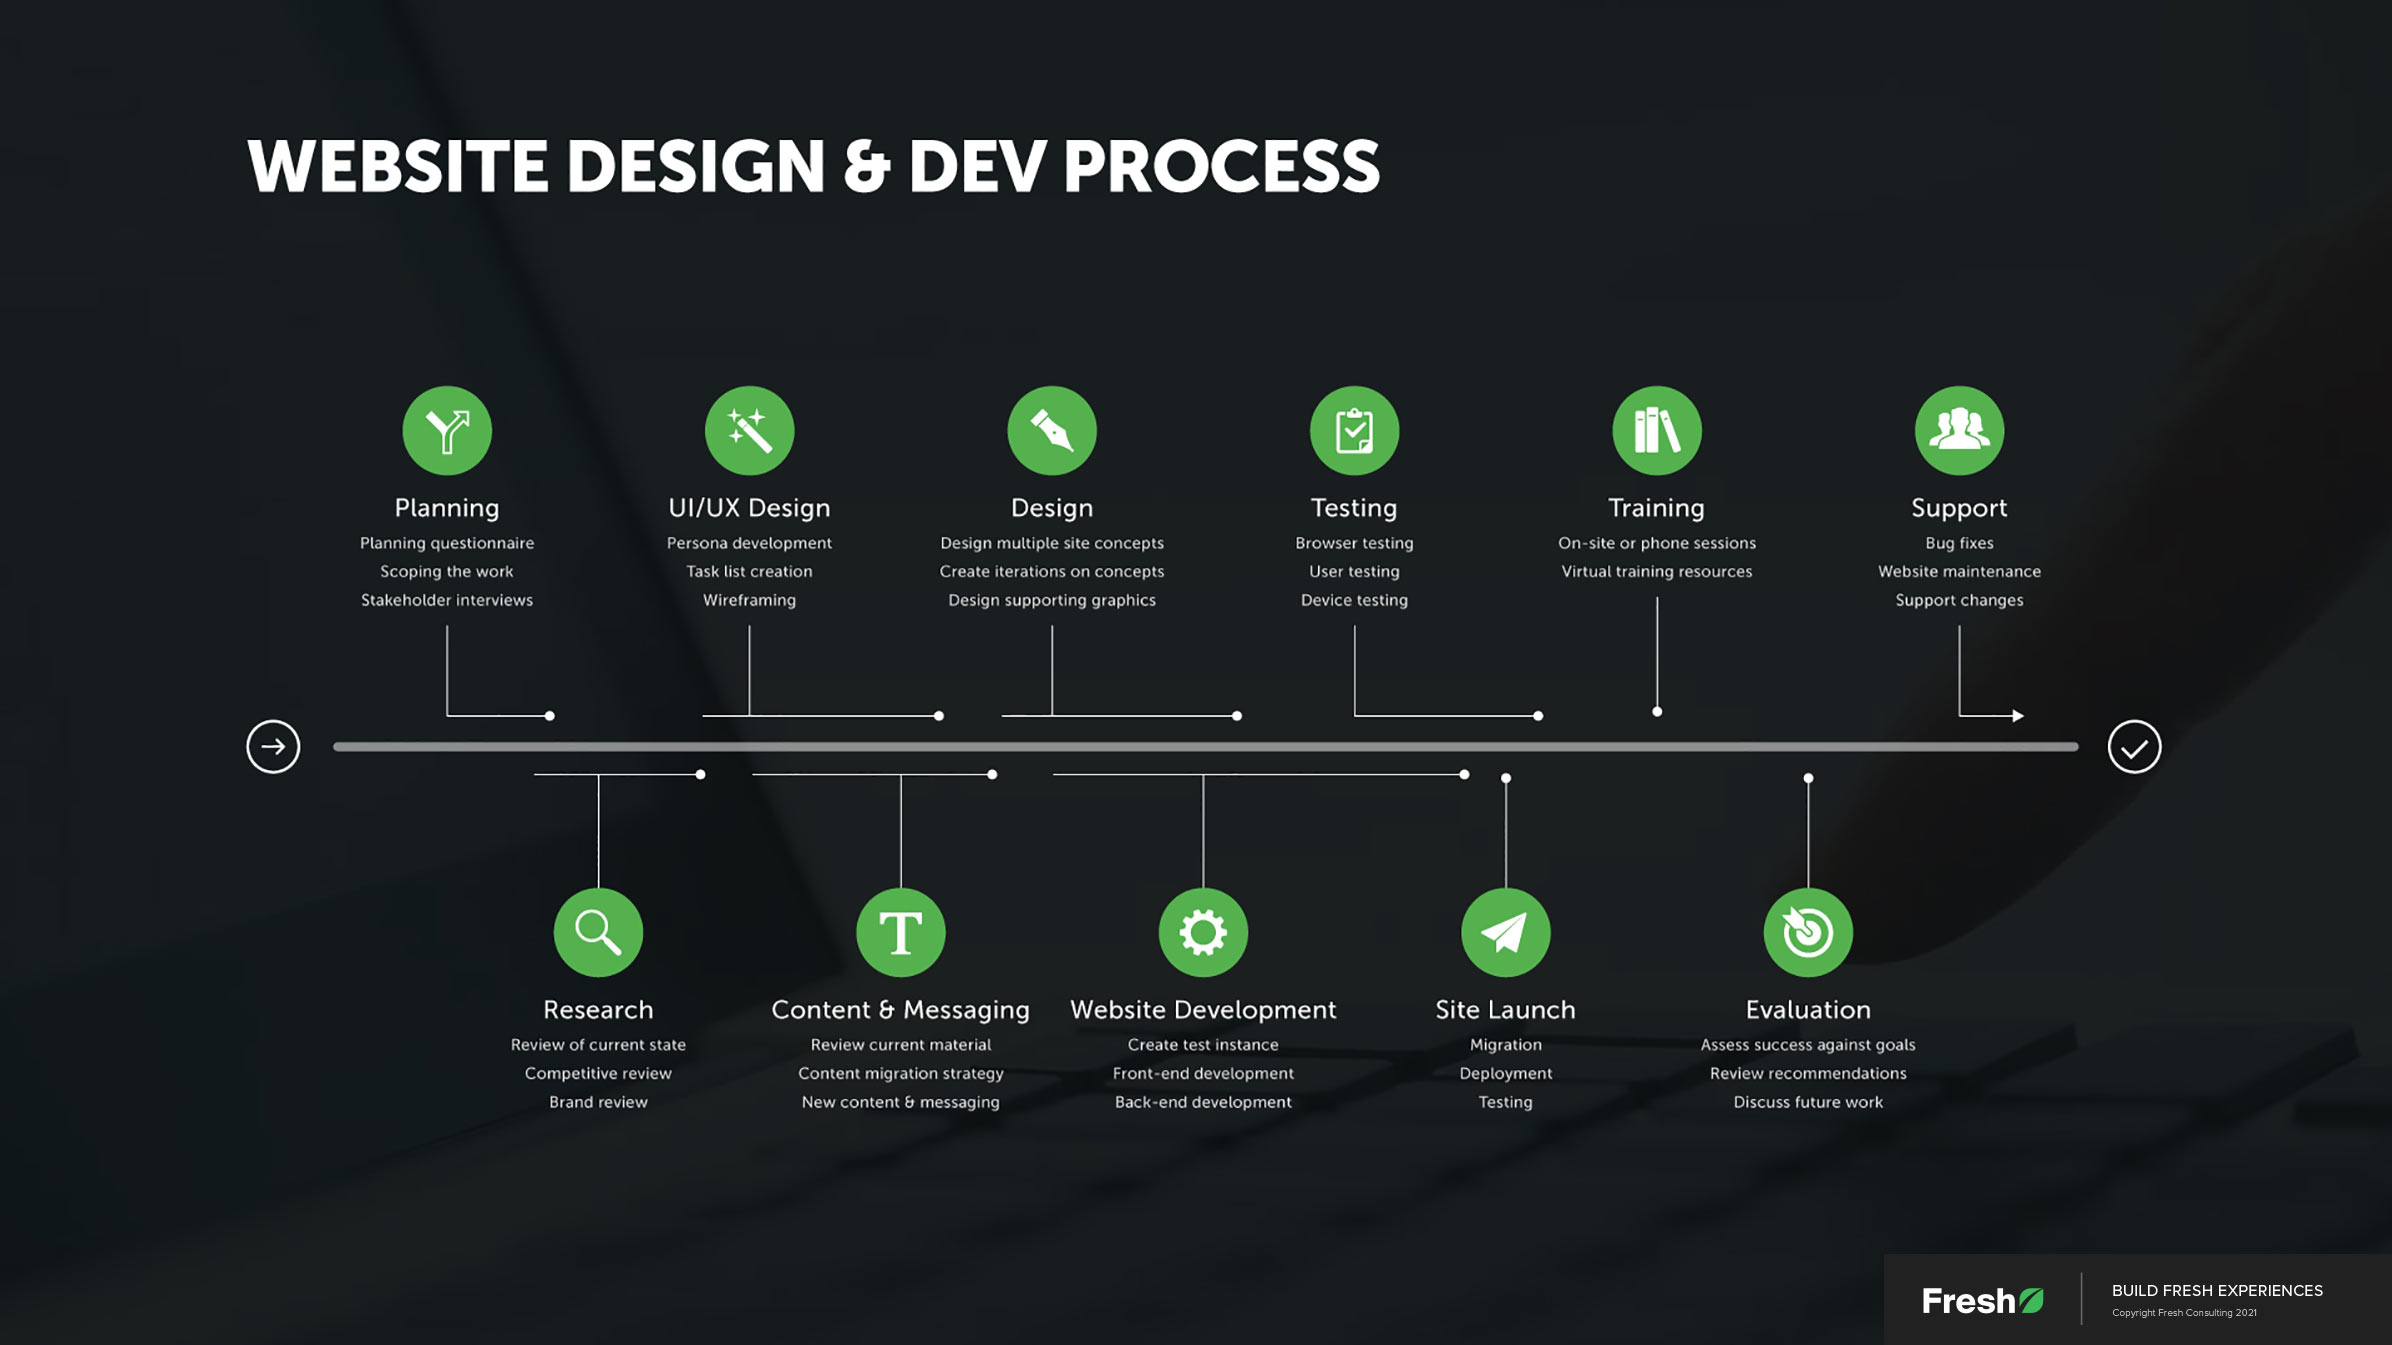 WEBSITE DESIGN & DEV PROCESS
Planning
Planning questionnaire
Scoping the work
Stakeholder interviews
UI/UX Design
Persona development
Task list creation
Wireframing
Design
Design multiple site concepts
Create iterations on concepts
Design supporting graphics
Testing
Browser testing
User testing
Device testing
Training
On-site or phone sessions
Virtual training resources
Support
Bug fixes
Website maintenance
Support changes
Research
Review of current state
Competitive review
Brand review
T
Content & Messaging
Review current material
Content migration strategy
New content & messaging
Website Development
Create test instance
Front-end development
Back-end development
Site Launch
Migration
Deployment
Testing
Evaluation
Assess success against goals
Review recommendations
Discuss future work
Fresh
BUILD FRESH EXPERIENCES
Copyright Fresh Consulting 2021